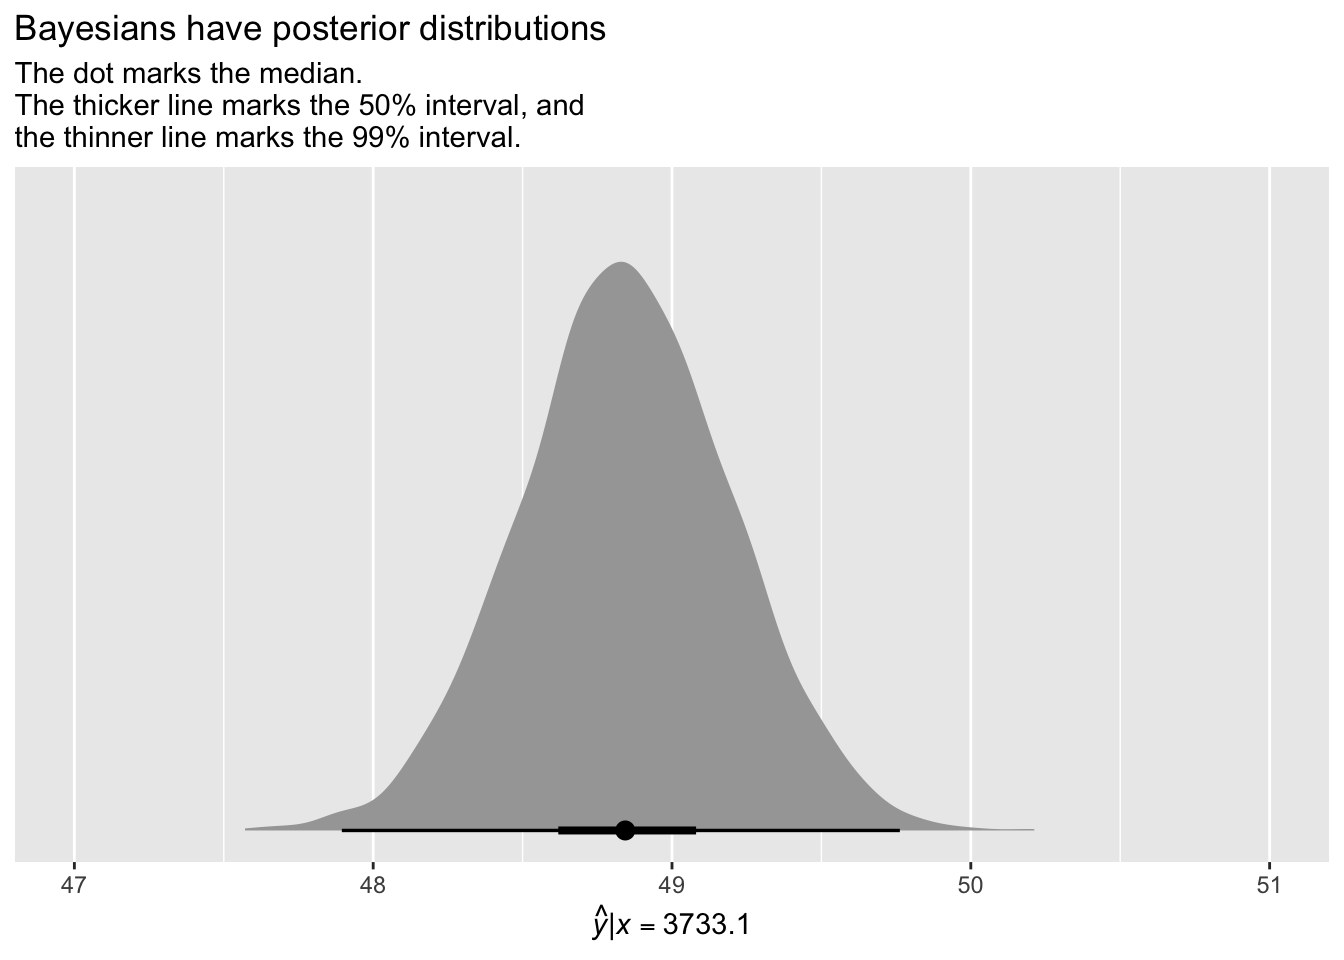 Bayesians have posterior distributions
The dot marks the median.
The thicker line marks the 50% interval, and
the thinner line marks the 99% interval.
47 48 49 50 51
ŷ|x = 3733.1